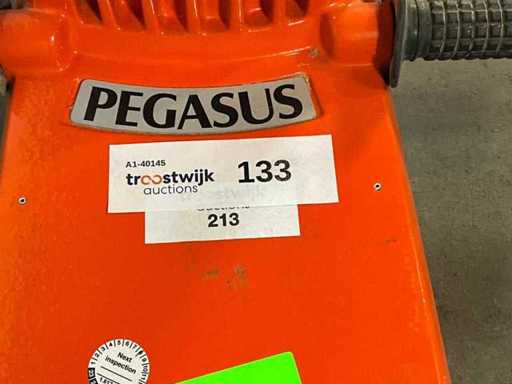 PEGASUS
A1-40145
troostwijk
auctions
133
213
Next
inspection